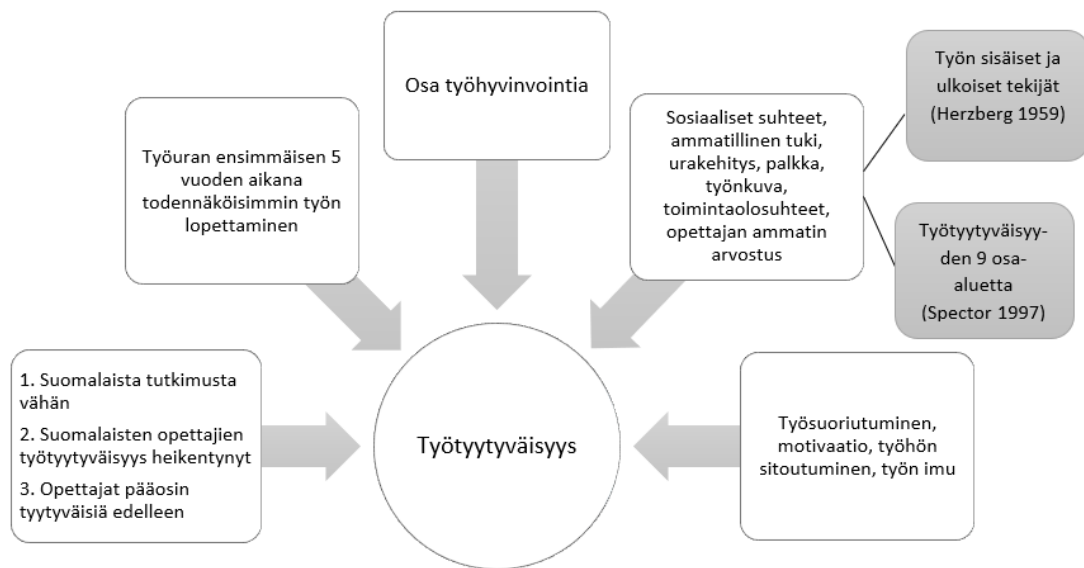 Osa työhyvinvointia
Työn sisäiset ja
ulkoiset tekijät
(Herzberg 1959)
Työuran ensimmäisen 5
vuoden aikana
todennäköisimmin työn
lopettaminen
Sosiaaliset suhteet,
ammatillinen tuki,
urakehitys, palkka,
työnkuva,
toimintaolosuhteet,
opettajan ammatin
arvostus
Työtyytyväisyy-
den 9 osa-
aluetta
(Spector 1997)
1. Suomalaista tutkimusta
vähän
2. Suomalaisten opettajien
työtyytyväisyys heikentynyt
3. Opettajat pääosin
tyytyväisiä edelleen
Työtyytyväisyys
Työsuoriutuminen,
motivaatio, työhön
sitoutuminen, työn imu